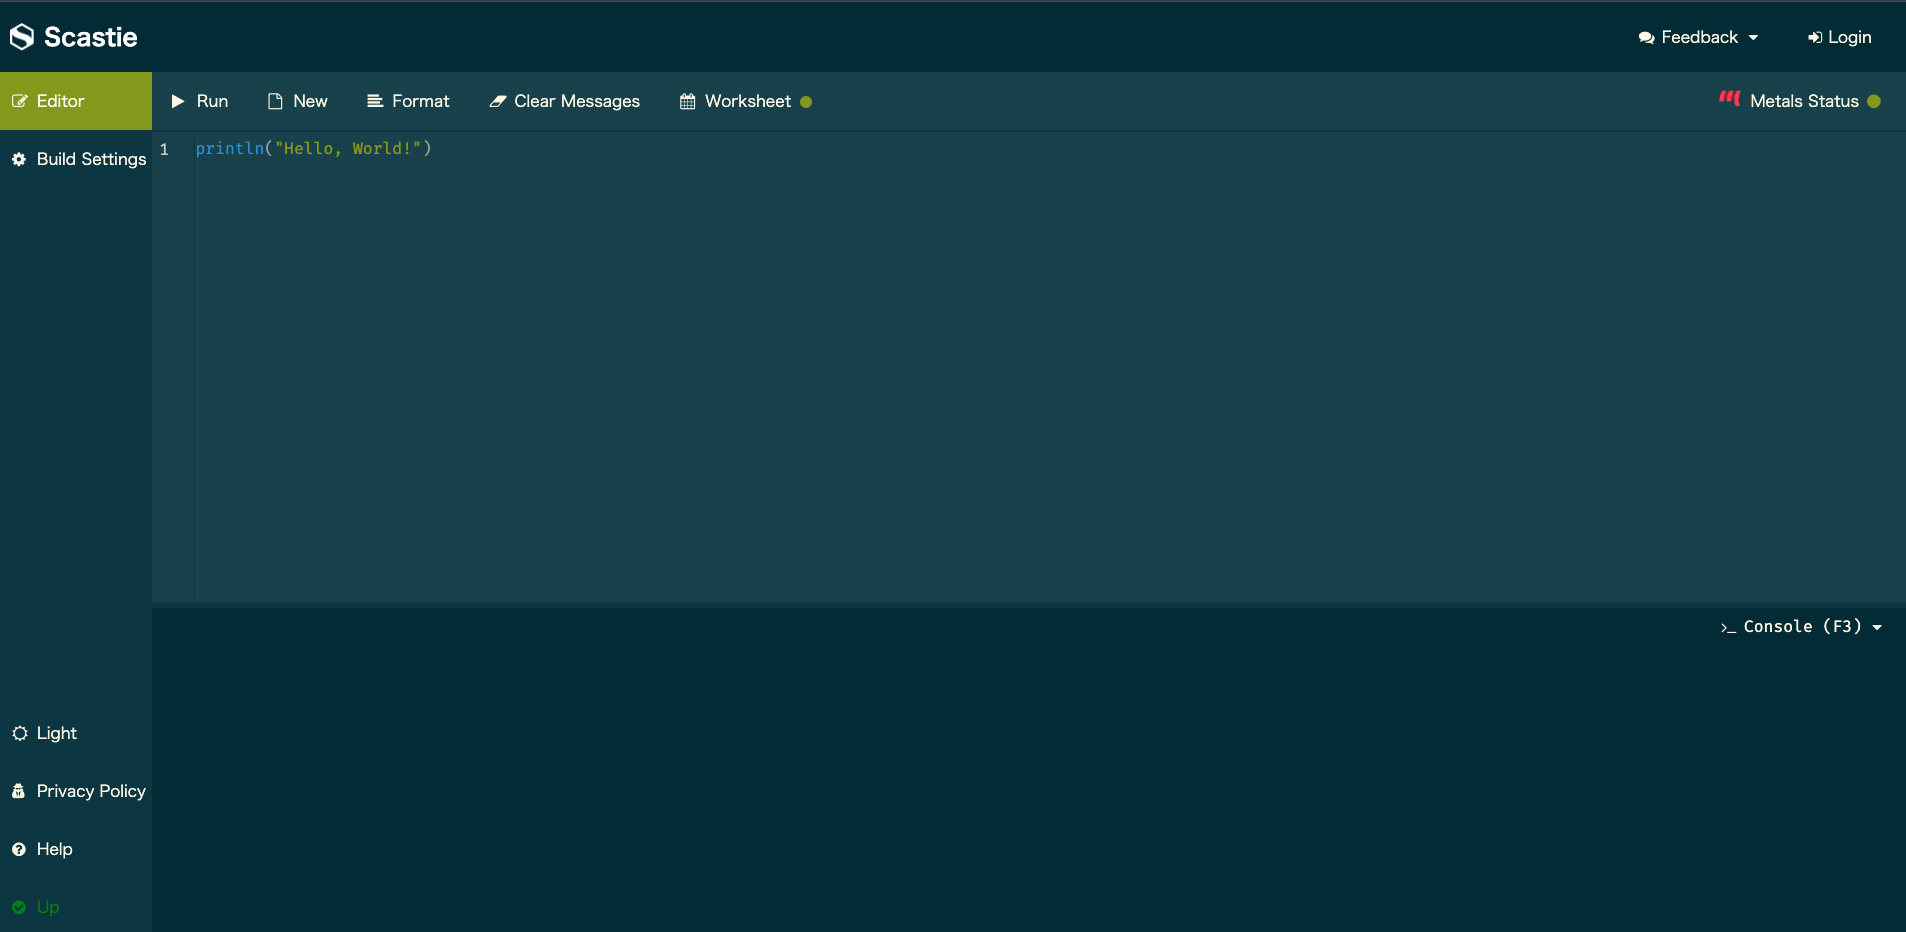 Scastie
Feedback
Login
Editor
Run
New
Format
Clear Messages
Worksheet
Metals Status
Build Settings
1
println("Hello, World!")
>_ Console (F3)
Light
Privacy Policy
Help
Up